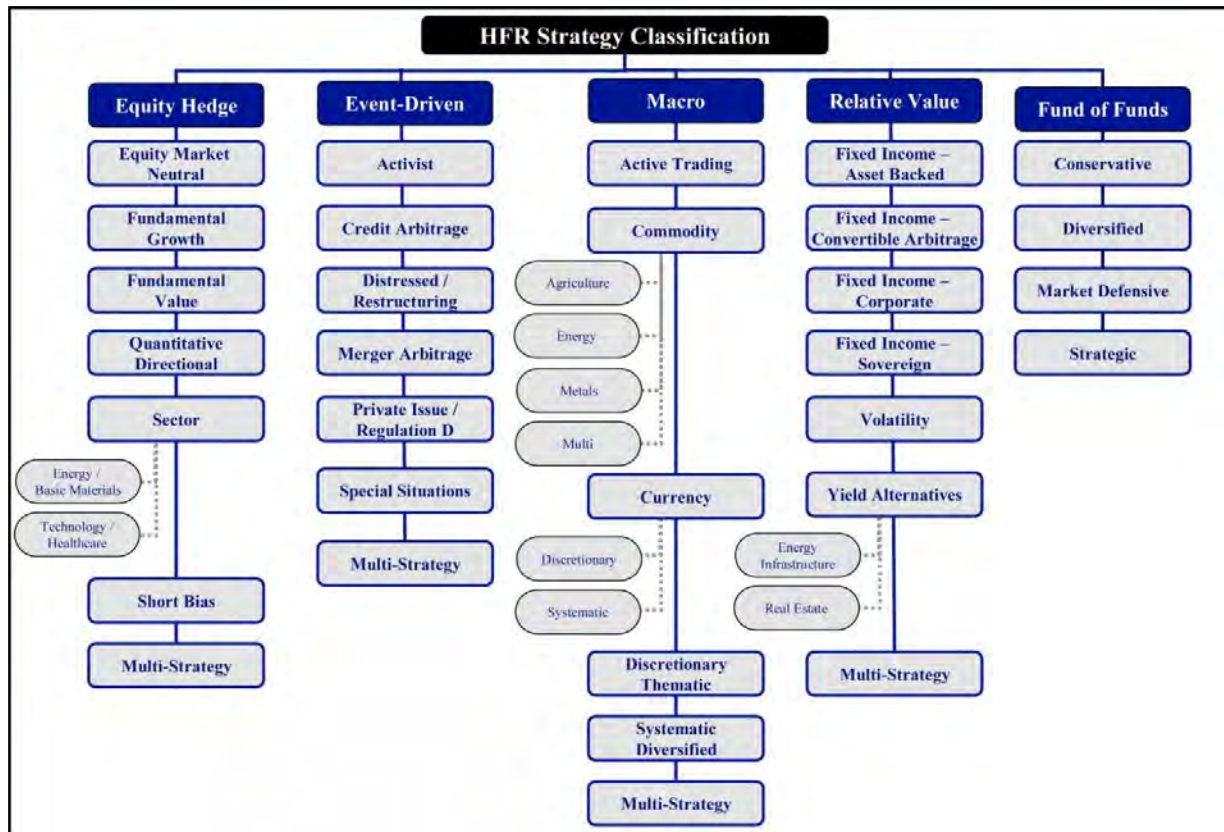 HFR Strategy Classification
Equity Hedge
Equity Market
Neutral
Fundamental
Growth
Fundamental
Value
Quantitative
Directional
Sector
Energy /
Basic Materials
Technology /
Healthcare
Short Bias
Multi-Strategy
Event-Driven
Activist
Credit Arbitrage
Distressed /
Restructuring
Merger Arbitrage
Private Issue /
Regulation D
Special Situations
Multi-Strategy
Macro
Active Trading
Commodity
Agriculture
Energy
Metals
Multi
Currency
Discretionary
Systematic
Discretionary
Thematic
Systematic
Diversified
Multi-Strategy
Relative Value
Fixed Income –
Asset Backed
Fixed Income –
Convertible Arbitrage
Fixed Income –
Corporate
Fixed Income –
Sovereign
Volatility
Yield Alternatives
Energy
Infrastructure
Real Estate
Multi-Strategy
Fund of Funds
Conservative
Diversified
Market Defensive
Strategic